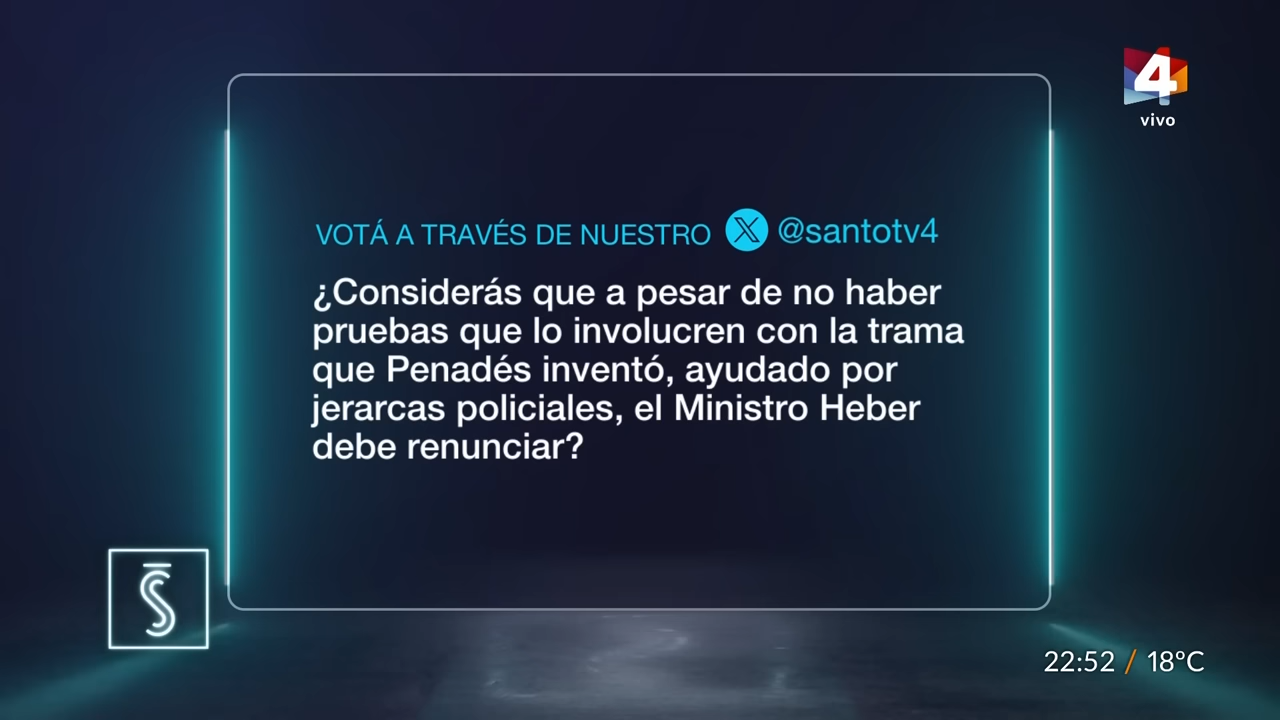 4
vivo
VOTÁ A TRAVÉS DE NUESTRO X @santotv4
¿Considerás que a pesar de no haber
pruebas que lo involucren con la trama
que Penadés inventó, ayudado por
jerarcas policiales, el Ministro Heber
debe renunciar?
S
22:52 / 18°C